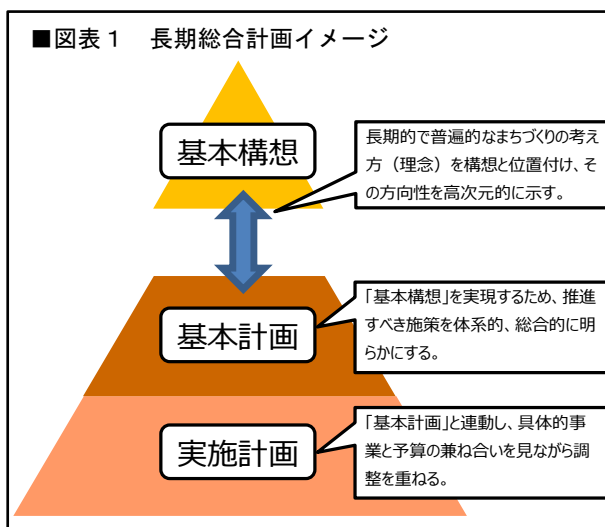 ■図表１　長期総合計画イメージ
基本構想
長期的で普遍的なまちづくりの考え
方（理念）を構想と位置付け、そ
の方向性を高次元的に示す。
基本計画
「基本構想」を実現するため、推進
すべき施策を体系的、総合的に明
らかにする。
実施計画
「基本計画」と連動し、具体的事
業と予算の兼ね合いを見ながら調
整を重ねる。